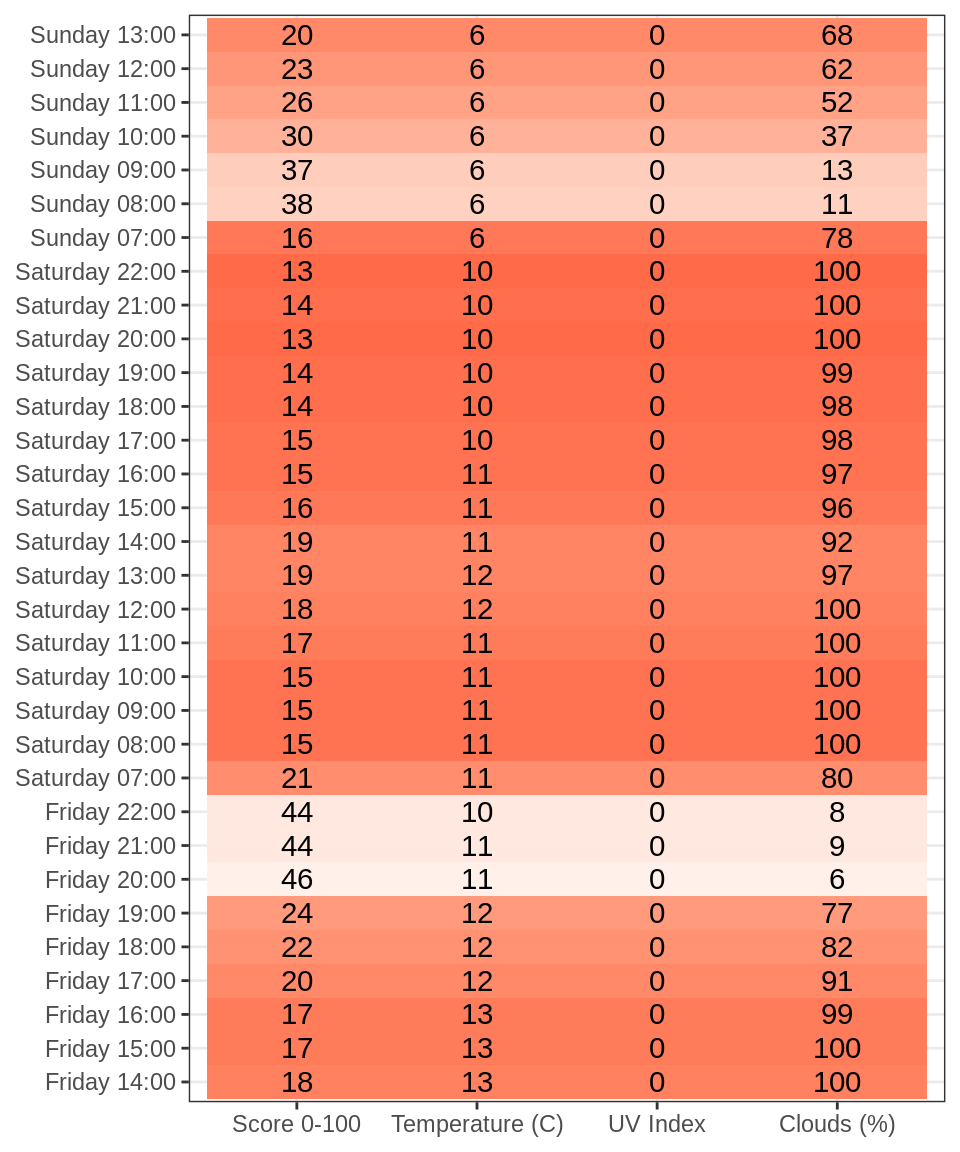 Sunday 13:00 20 6 0 68
Sunday 12:00 23 6 0 62
Sunday 11:00 26 6 0 52
Sunday 10:00 30 6 0 37
Sunday 09:00 37 6 0 13
Sunday 08:00 38 6 0 11
Sunday 07:00 16 6 0 78
Saturday 22:00 13 10 0 100
Saturday 21:00 14 10 0 100
Saturday 20:00 13 10 0 100
Saturday 19:00 14 10 0 99
Saturday 18:00 14 10 0 98
Saturday 17:00 15 10 0 98
Saturday 16:00 15 11 0 97
Saturday 15:00 16 11 0 96
Saturday 14:00 19 11 0 92
Saturday 13:00 19 12 0 97
Saturday 12:00 18 12 0 100
Saturday 11:00 17 11 0 100
Saturday 10:00 15 11 0 100
Saturday 09:00 15 11 0 100
Saturday 08:00 15 11 0 100
Saturday 07:00 21 11 0 80
Friday 22:00 44 10 0 8
Friday 21:00 44 11 0 9
Friday 20:00 46 11 0 6
Friday 19:00 24 12 0 77
Friday 18:00 22 12 0 82
Friday 17:00 20 12 0 91
Friday 16:00 17 13 0 99
Friday 15:00 17 13 0 100
Friday 14:00 18 13 0 100
Score 0-100 Temperature (C) UV Index Clouds (%)